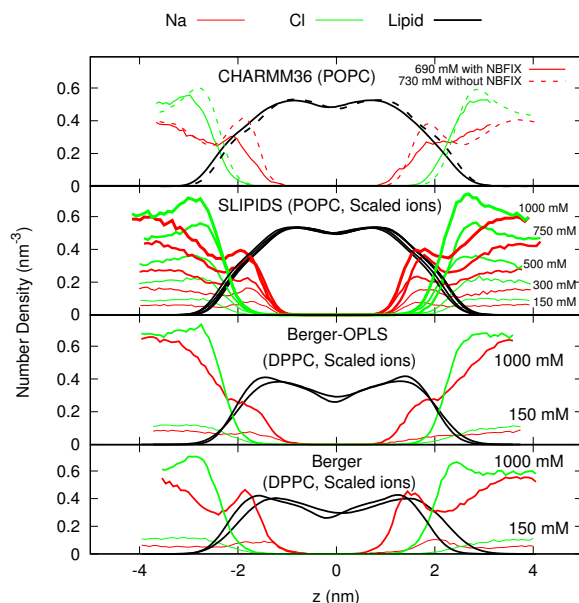 Na Cl Lipid
CHARMM36 (POPC)
690 mM with NBFIX
730 mM without NBFIX
0.6
0.4
0.2
0
SLIPIDS (POPC, Scaled ions)
1000 mM
750 mM
500 mM
300 mM
150 mM
0.8
0.6
0.4
0.2
0
Berger-OPLS
(DPPC, Scaled ions)
1000 mM
150 mM
0.6
0.4
0.2
0
Berger
(DPPC, Scaled ions)
1000 mM
150 mM
0.6
0.4
0.2
0
Number Density (nm⁻³)
-4 -2 0 2 4
z (nm)